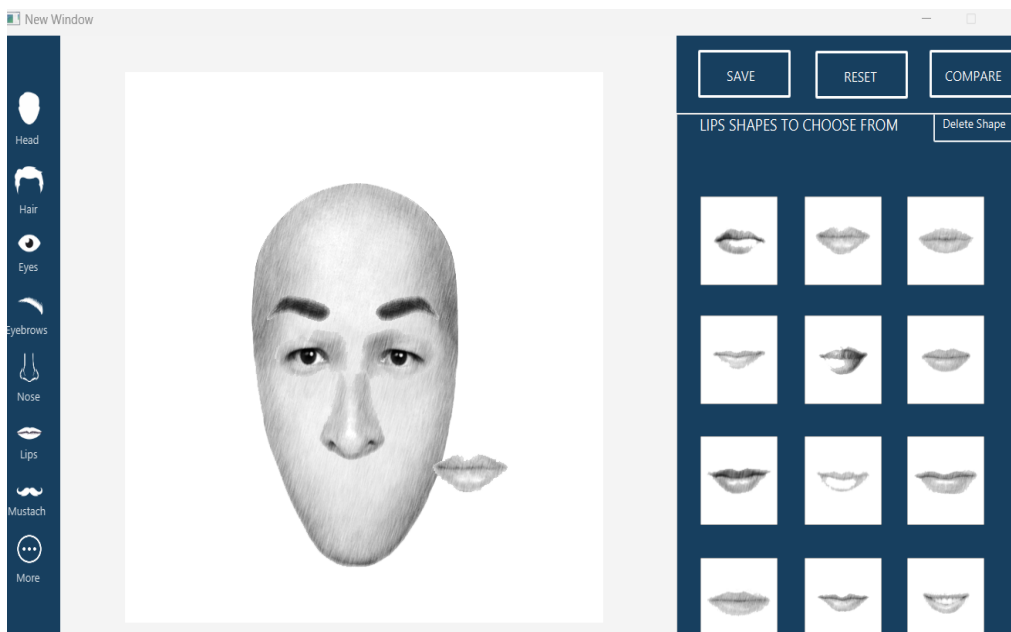 New Window
Head
Hair
Eyes
Eyebrows
Nose
Lips
Mustach
More
SAVE
RESET
COMPARE
LIPS SHAPES TO CHOOSE FROM
Delete Shape